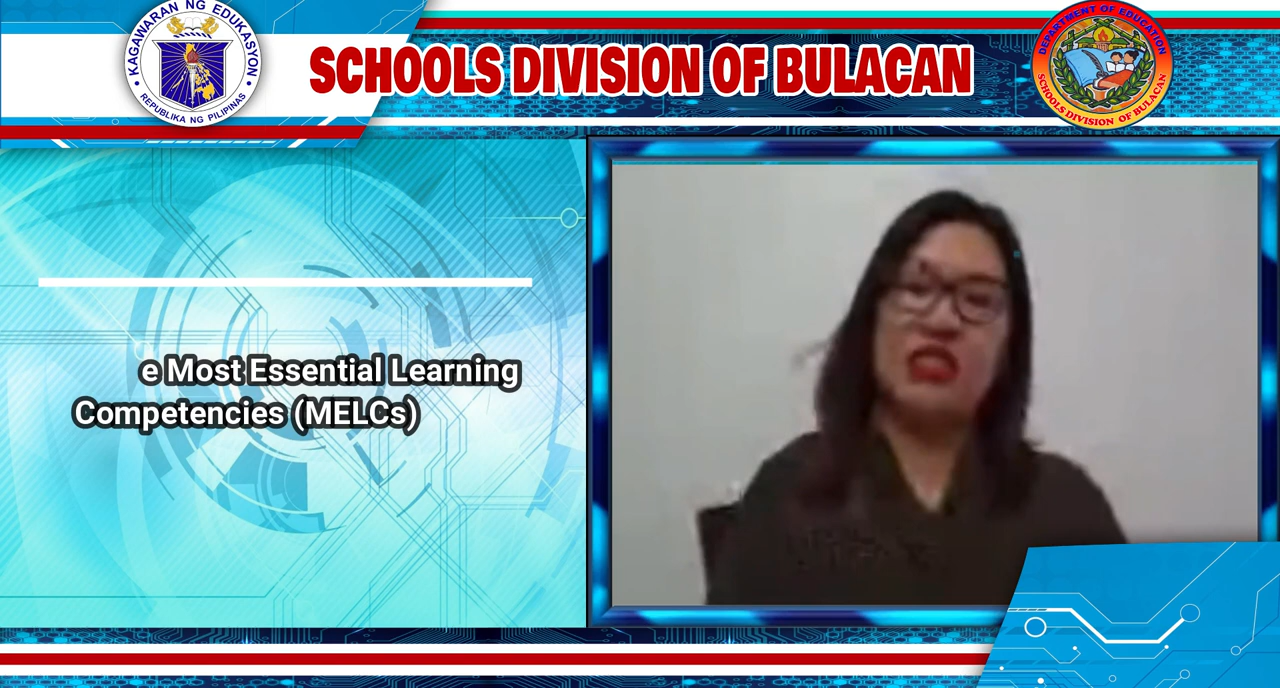 KAGAWARAN NG EDUKASYON
REPUBLIKA NG PILIPINAS
SCHOOLS DIVISION OF BULACAN
DEPARTMENT OF EDUCATION
SCHOOLS DIVISION OF BULACAN
e Most Essential Learning
Competencies (MELCs)